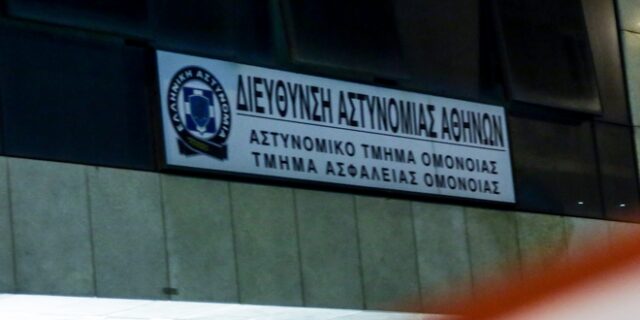 ΕΛΛΗΝΙΚΗ ΑΣΤΥΝΟΜΙΑ
ΔΙΕΥΘΥΝΣΗ ΑΣΤΥΝΟΜΙΑΣ ΑΘΗΝΩΝ
ΑΣΤΥΝΟΜΙΚΟ ΤΜΗΜΑ ΟΜΟΝΟΙΑΣ
ΤΜΗΜΑ ΑΣΦΑΛΕΙΑΣ ΟΜΟΝΟΙΑΣ